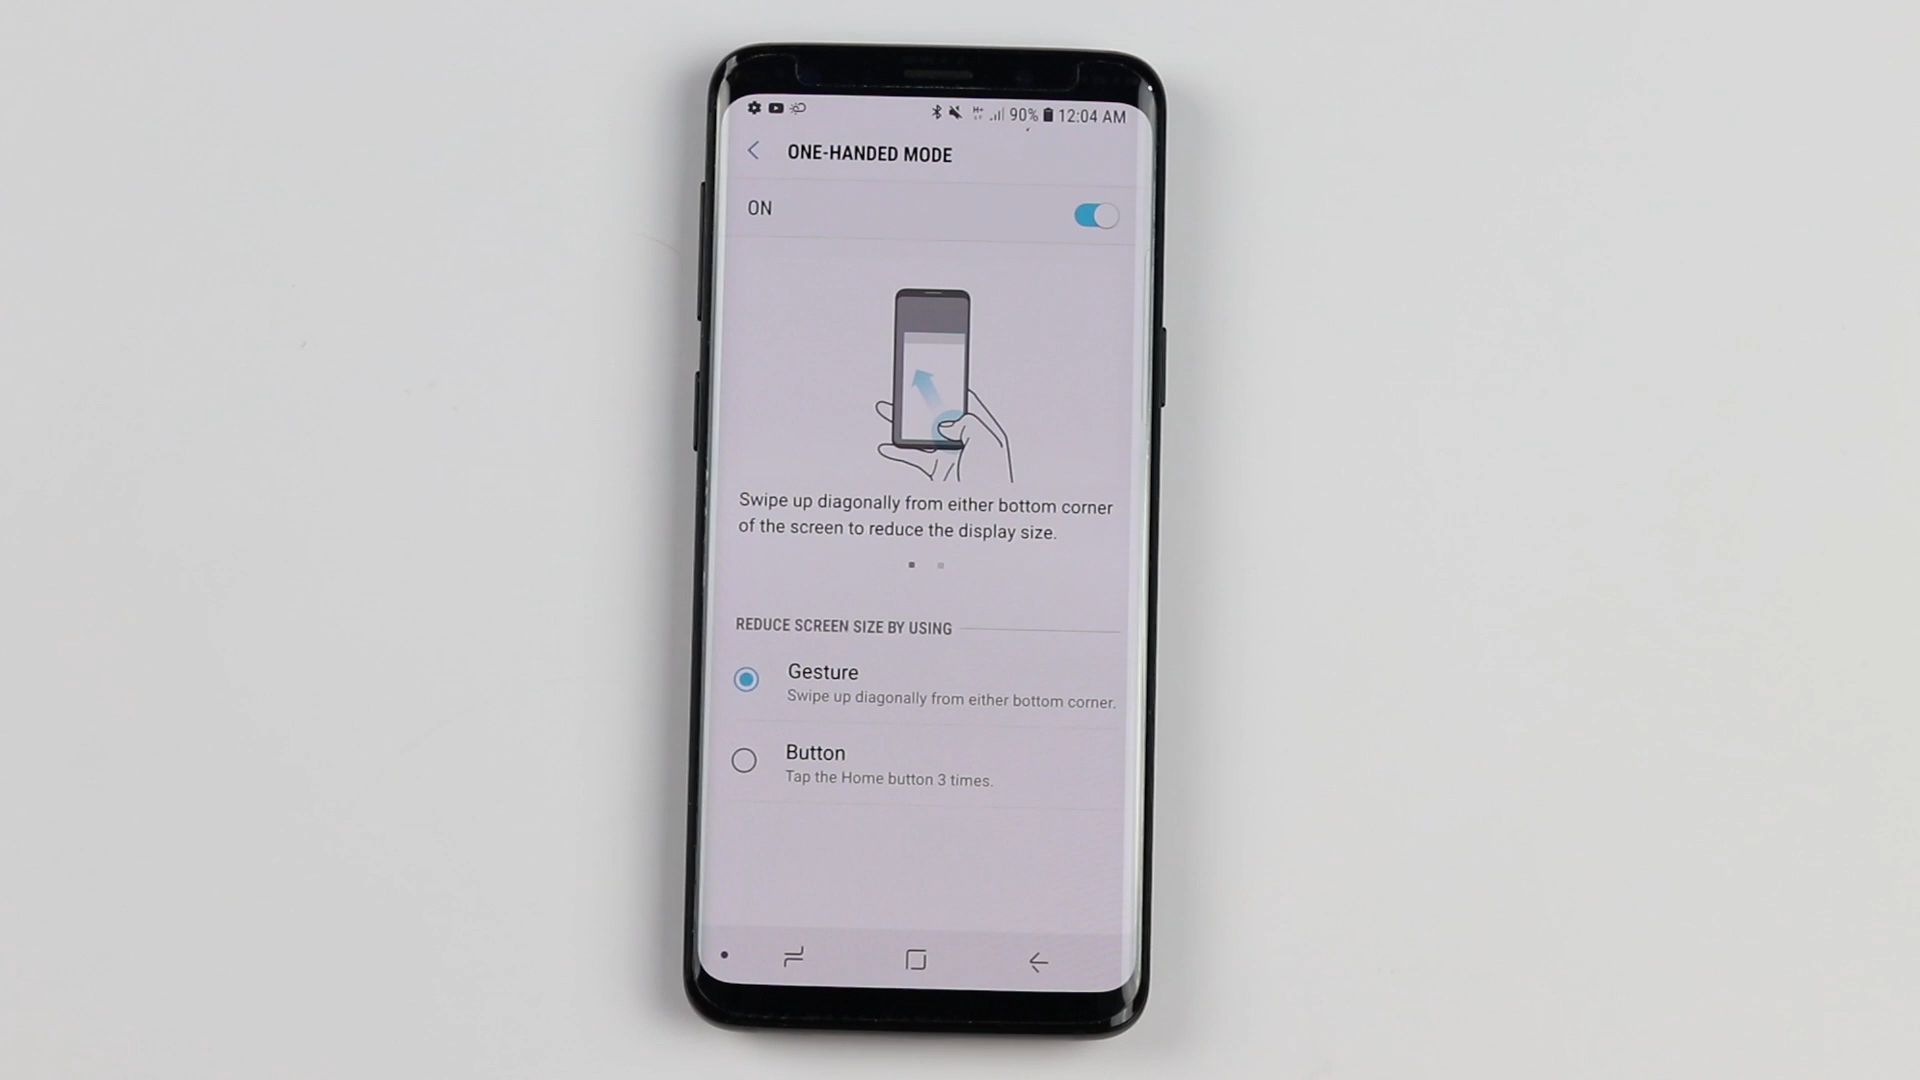 90% 12:04 AM
ONE-HANDED MODE
ON
Swipe up diagonally from either bottom corner
of the screen to reduce the display size.
REDUCE SCREEN SIZE BY USING
Gesture
Swipe up diagonally from either bottom corner.
Button
Tap the Home button 3 times.